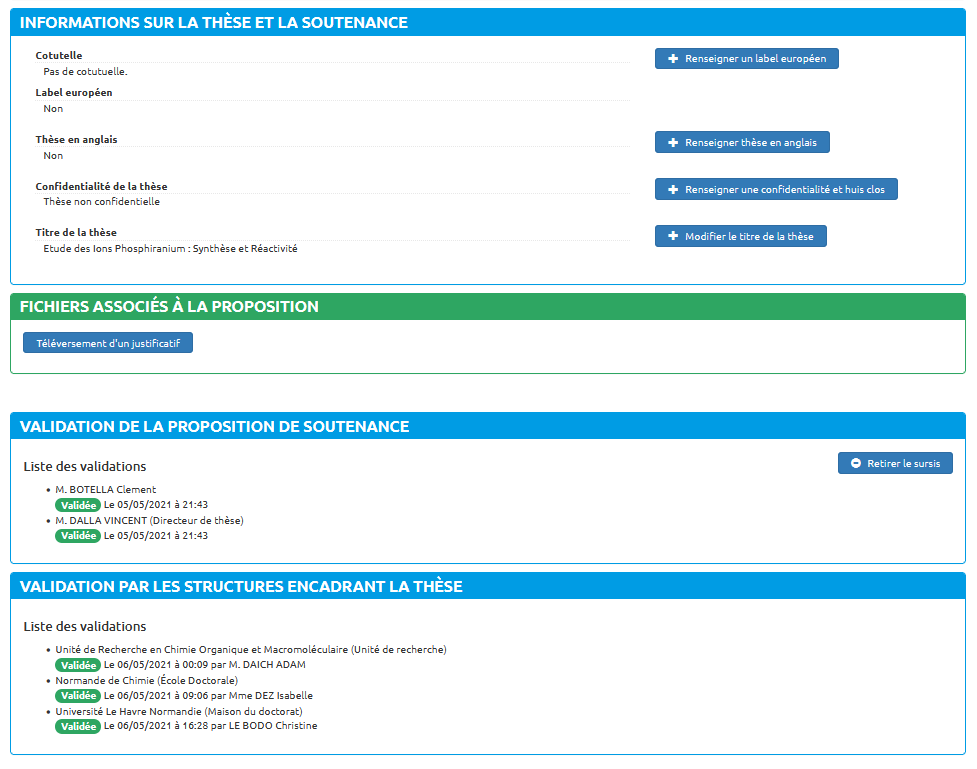 INFORMATIONS SUR LA THÈSE ET LA SOUTENANCE
Cotutelle
Pas de cotutuelle.
Renseigner un label européen
Label européen
Non
Thèse en anglais
Non
Renseigner thèse en anglais
Confidentialité de la thèse
Thèse non confidentielle
Renseigner une confidentialité et huis clos
Titre de la thèse
Etude des Ions Phosphiranium : Synthèse et Réactivité
Modifier le titre de la thèse
FICHIERS ASSOCIÉS À LA PROPOSITION
Téléversement d'un justificatif
VALIDATION DE LA PROPOSITION DE SOUTENANCE
Liste des validations
Retirer le sursis
• M. BOTELLA Clement
Validée Le 05/05/2021 à 21:43
• M. DALLA VINCENT (Directeur de thèse)
Validée Le 05/05/2021 à 21:43
VALIDATION PAR LES STRUCTURES ENCADRANT LA THÈSE
Liste des validations
• Unité de Recherche en Chimie Organique et Macromoléculaire (Unité de recherche)
Validée Le 06/05/2021 à 00:09 par M. DAICH ADAM
• Normande de Chimie (École Doctorale)
Validée Le 06/05/2021 à 09:06 par Mme DEZ Isabelle
• Université Le Havre Normandie (Maison du doctorat)
Validée Le 06/05/2021 à 16:28 par LE BODO Christine